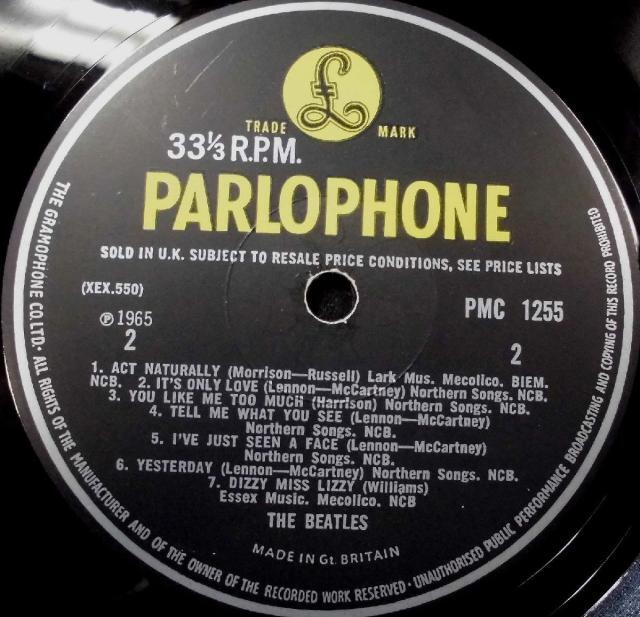 £
TRADE MARK
33⅓ R.P.M.
PARLOPHONE
SOLD IN U.K. SUBJECT TO RESALE PRICE CONDITIONS, SEE PRICE LISTS
(XEX.550)
PMC 1255
℗1965
2
2
1. ACT NATURALLY (Morrison—Russell) Lark Mus. Mecolico. BIEM.
NCB. 2. IT'S ONLY LOVE (Lennon—McCartney) Northern Songs. NCB.
3. YOU LIKE ME TOO MUCH (Harrison) Northern Songs. NCB.
4. TELL ME WHAT YOU SEE (Lennon—McCartney)
Northern Songs. NCB.
5. I'VE JUST SEEN A FACE (Lennon—McCartney)
Northern Songs. NCB.
6. YESTERDAY (Lennon—McCartney) Northern Songs. NCB.
7. DIZZY MISS LIZZY (Williams)
Essex Music. Mecolico. NCB
THE BEATLES
MADE IN Gt. BRITAIN
THE GRAMOPHONE CO. LTD. · ALL RIGHTS OF THE MANUFACTURER AND OF THE OWNER OF THE RECORDED WORK RESERVED · UNAUTHORISED PUBLIC PERFORMANCE BROADCASTING AND COPYING OF THIS RECORD PROHIBITED